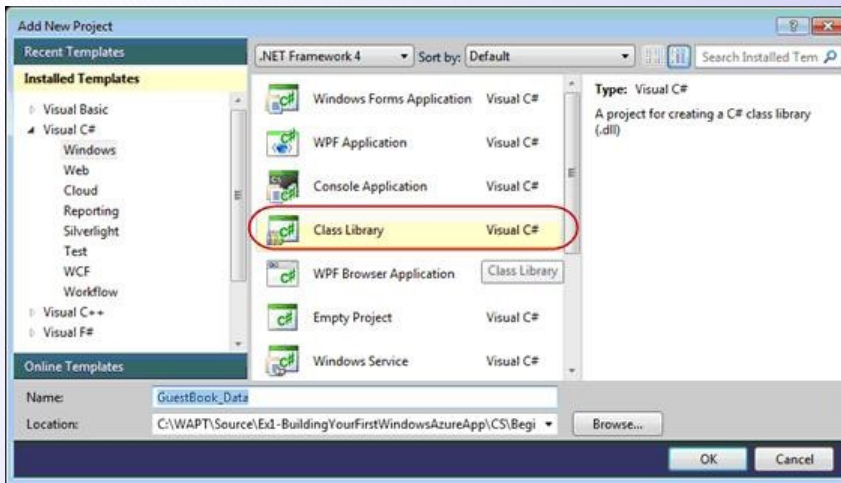 Add New Project
Recent Templates
Installed Templates
Visual Basic
Visual C#
Windows
Web
Cloud
Reporting
Silverlight
Test
WCF
Workflow
Visual C++
Visual F#
Online Templates
.NET Framework 4 Sort by: Default
Search Installed Tem
Windows Forms Application Visual C#
WPF Application Visual C#
Console Application Visual C#
Class Library Visual C#
WPF Browser Application Class Library
Empty Project Visual C#
Windows Service Visual C#
Type: Visual C#
A project for creating a C# class library
(.dll)
Name: GuestBook_Data
Location: C:\WAPT\Source\Ex1-BuildingYourFirstWindowsAzureApp\CS\Begi
Browse...
OK Cancel